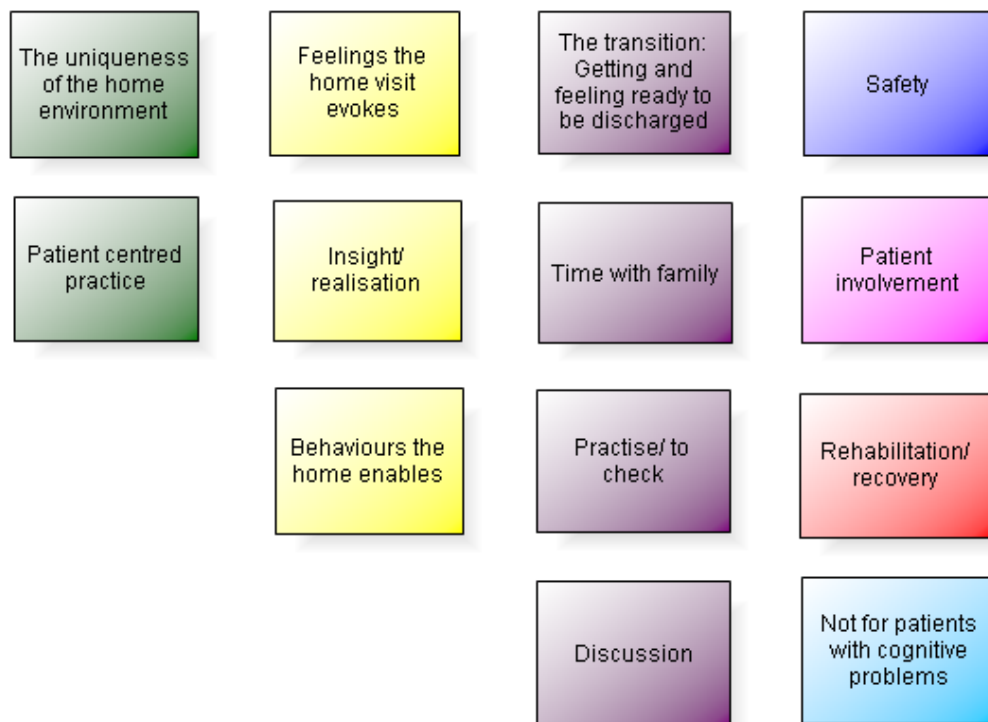 The uniqueness
of the home
environment
Feelings the
home visit
evokes
The transition:
Getting and
feeling ready to
be discharged
Safety
Patient centred
practice
Insight/
realisation
Time with family
Patient
involvement
Behaviours the
home enables
Practise/ to
check
Rehabilitation/
recovery
Discussion
Not for patients
with cognitive
problems